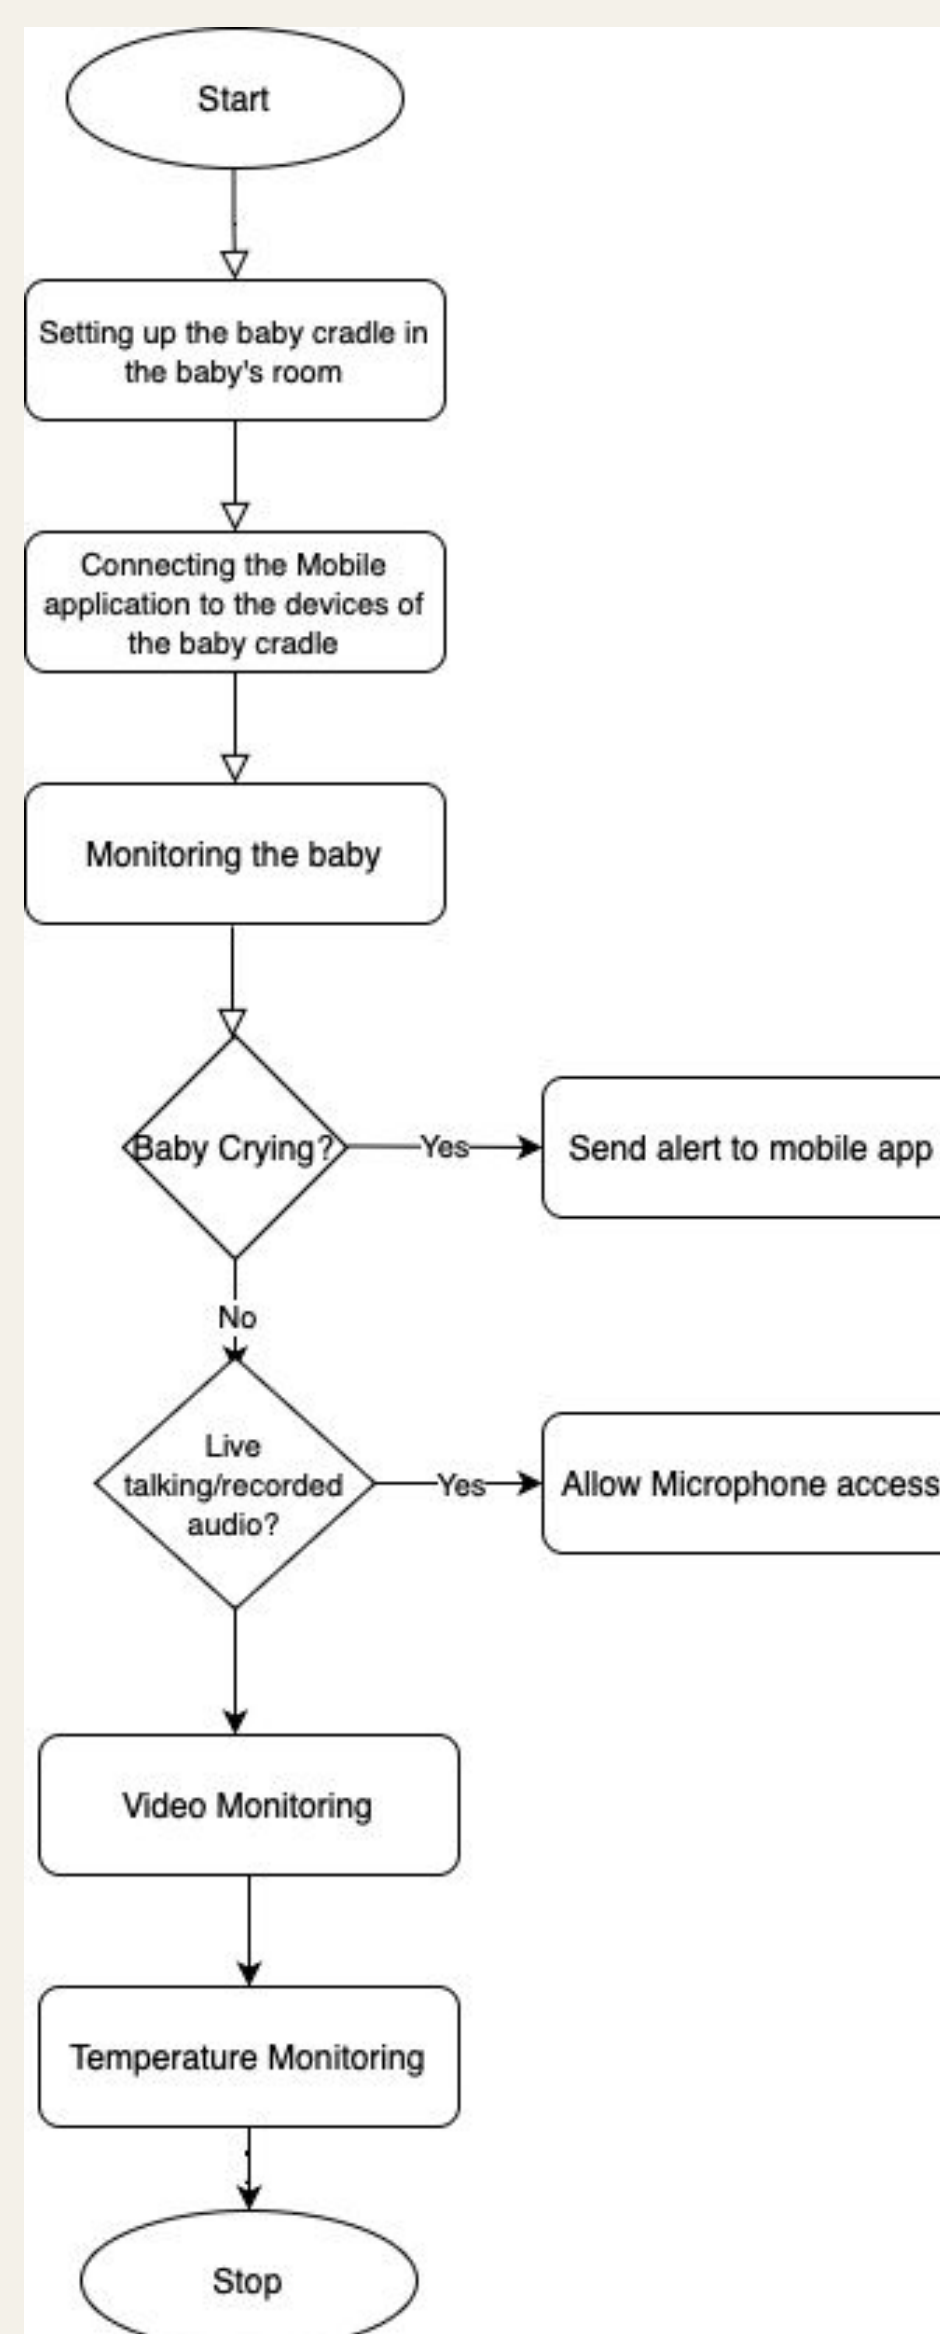 Start
Setting up the baby cradle in
the baby's room
Connecting the Mobile
application to the devices of
the baby cradle
Monitoring the baby
Baby Crying?
Yes
Send alert to mobile app
No
Live
talking/recorded
audio?
Yes
Allow Microphone access
Video Monitoring
Temperature Monitoring
Stop